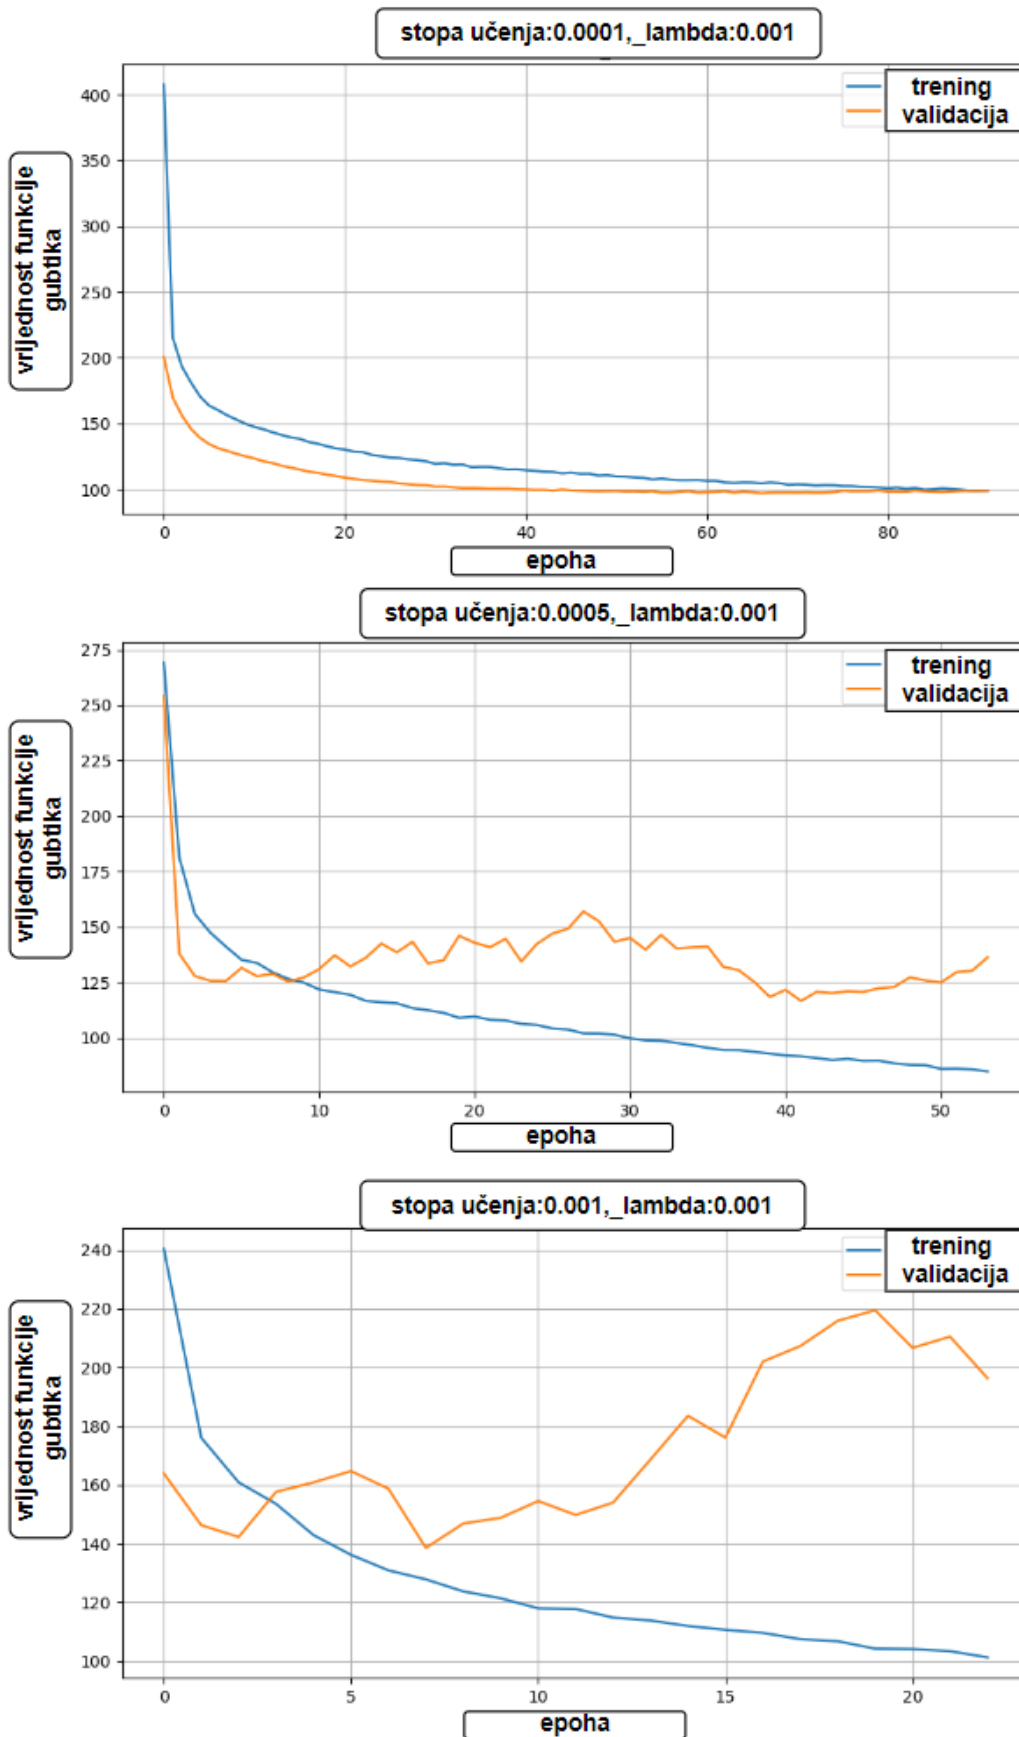 stopa učenja:0.0001,_lambda:0.001
trening
validacija
400
350
300
250
200
150
100
vrijednost funkcije
gubtika
0 20 40 60 80
epoha
stopa učenja:0.0005,_lambda:0.001
trening
validacija
275
250
225
200
175
150
125
100
vrijednost funkcije
gubtika
0 10 20 30 40 50
epoha
stopa učenja:0.001,_lambda:0.001
trening
validacija
240
220
200
180
160
140
120
100
vrijednost funkcije
gubtika
0 5 10 15 20
epoha